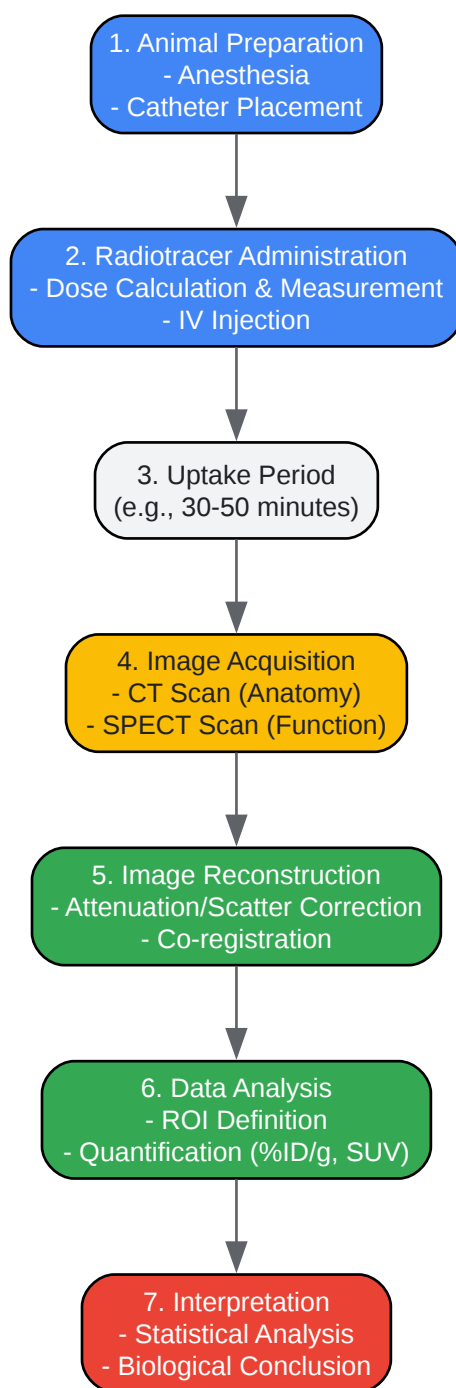 1. Animal Preparation
- Anesthesia
- Catheter Placement
2. Radiotracer Administration
- Dose Calculation & Measurement
- IV Injection
3. Uptake Period
(e.g., 30-50 minutes)
4. Image Acquisition
- CT Scan (Anatomy)
- SPECT Scan (Function)
5. Image Reconstruction
- Attenuation/Scatter Correction
- Co-registration
6. Data Analysis
- ROI Definition
- Quantification (%ID/g, SUV)
7. Interpretation
- Statistical Analysis
- Biological Conclusion